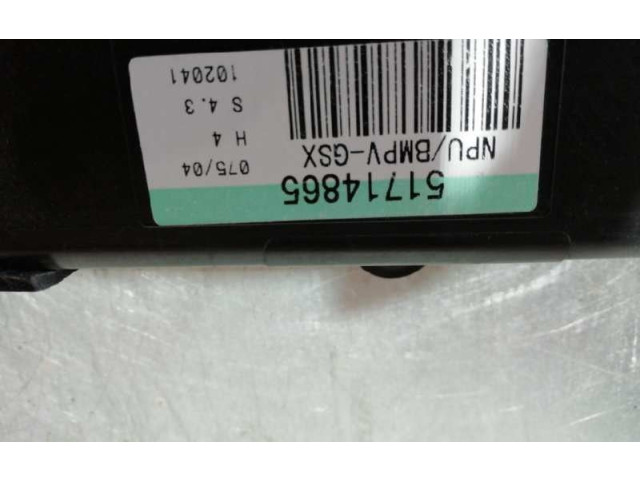 51714865
NPU/BMPV-GSX
075/04
H 4
S 4.3
102041